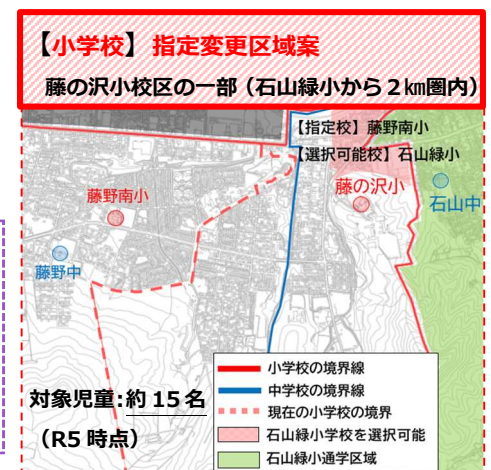 【小学校】指定変更区域案
藤の沢小校区の一部（石山緑小から２㎞圏内）
【指定校】藤野南小
【選択可能校】石山緑小
藤野南小
藤の沢小
石山中
藤野中
対象児童：約 15 名
（R5 時点）
小学校の境界線
中学校の境界線
現在の小学校の境界
石山緑小学校を選択可能
石山緑小通学区域